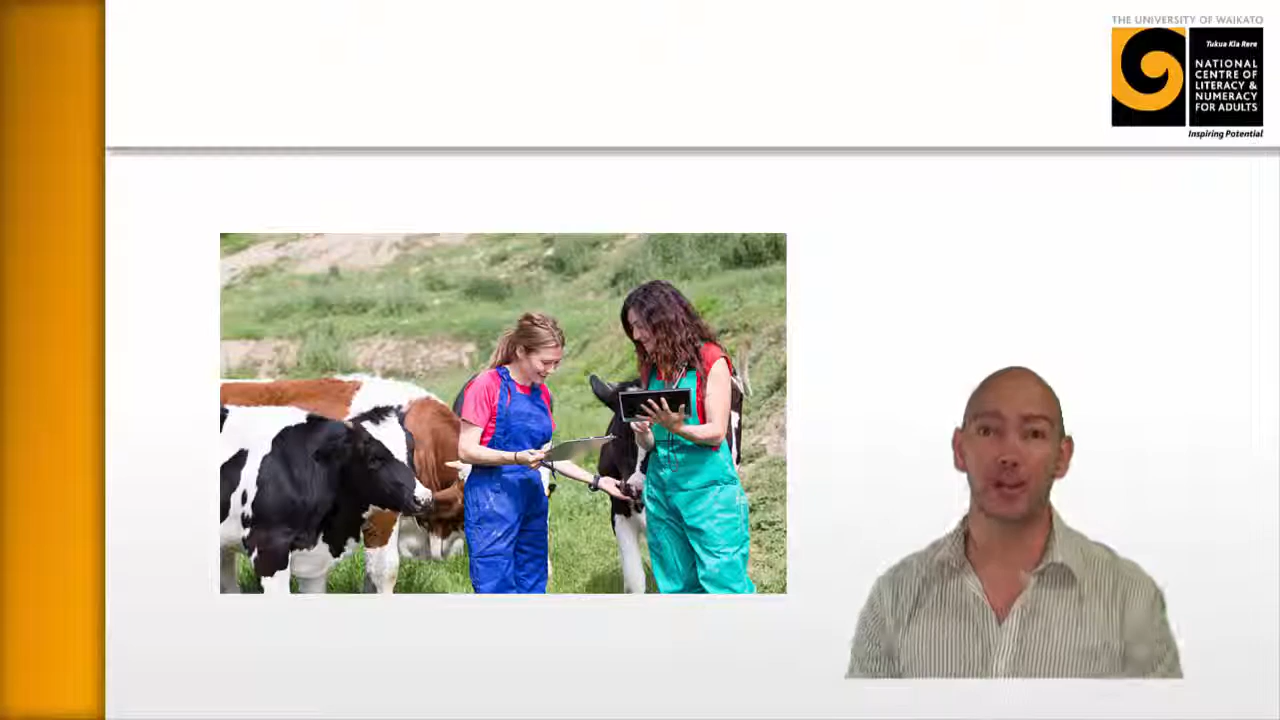 THE UNIVERSITY OF WAIKATO
Tukua Kia Rere
NATIONAL
CENTRE OF
LITERACY &
NUMERACY
FOR ADULTS
Inspiring Potential